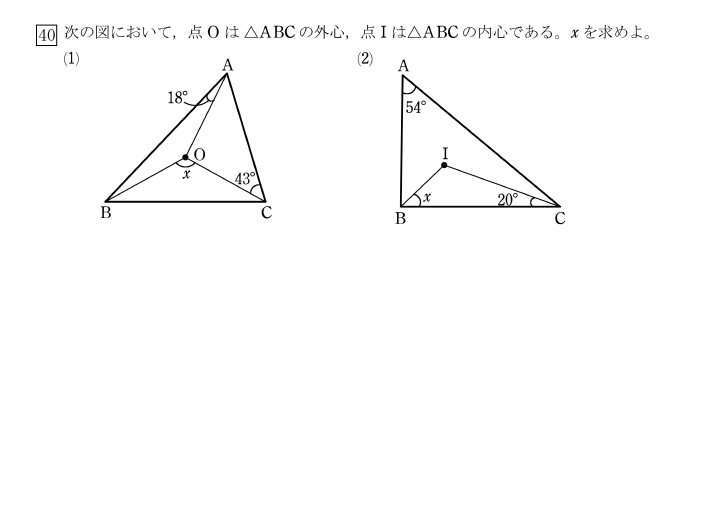 40 次の図において，点 O は △ABC の外心，点 I は△ABC の内心である。x を求めよ。
(1)
A
18°
O
x
43°
B
C
(2)
A
54°
I
x
20°
B
C